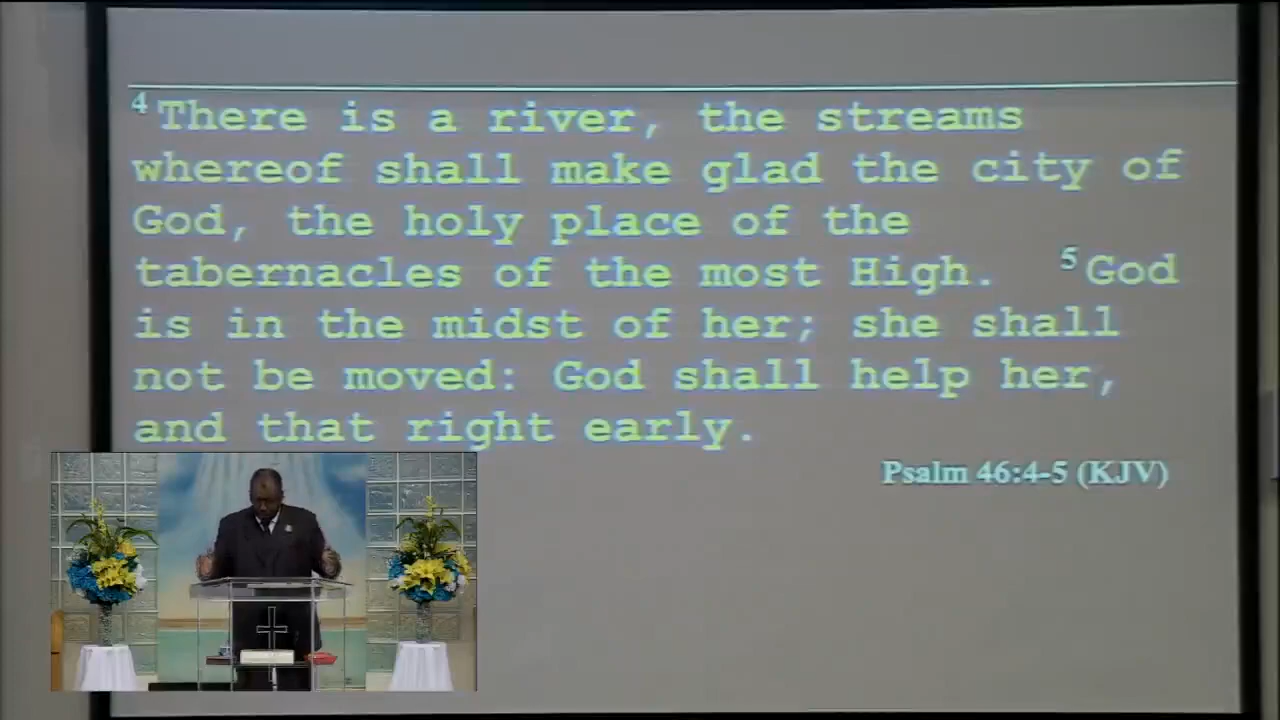 4 There is a river, the streams
whereof shall make glad the city of
God, the holy place of the
tabernacles of the most High. 5 God
is in the midst of her; she shall
not be moved: God shall help her,
and that right early.
Psalm 46:4-5 (KJV)